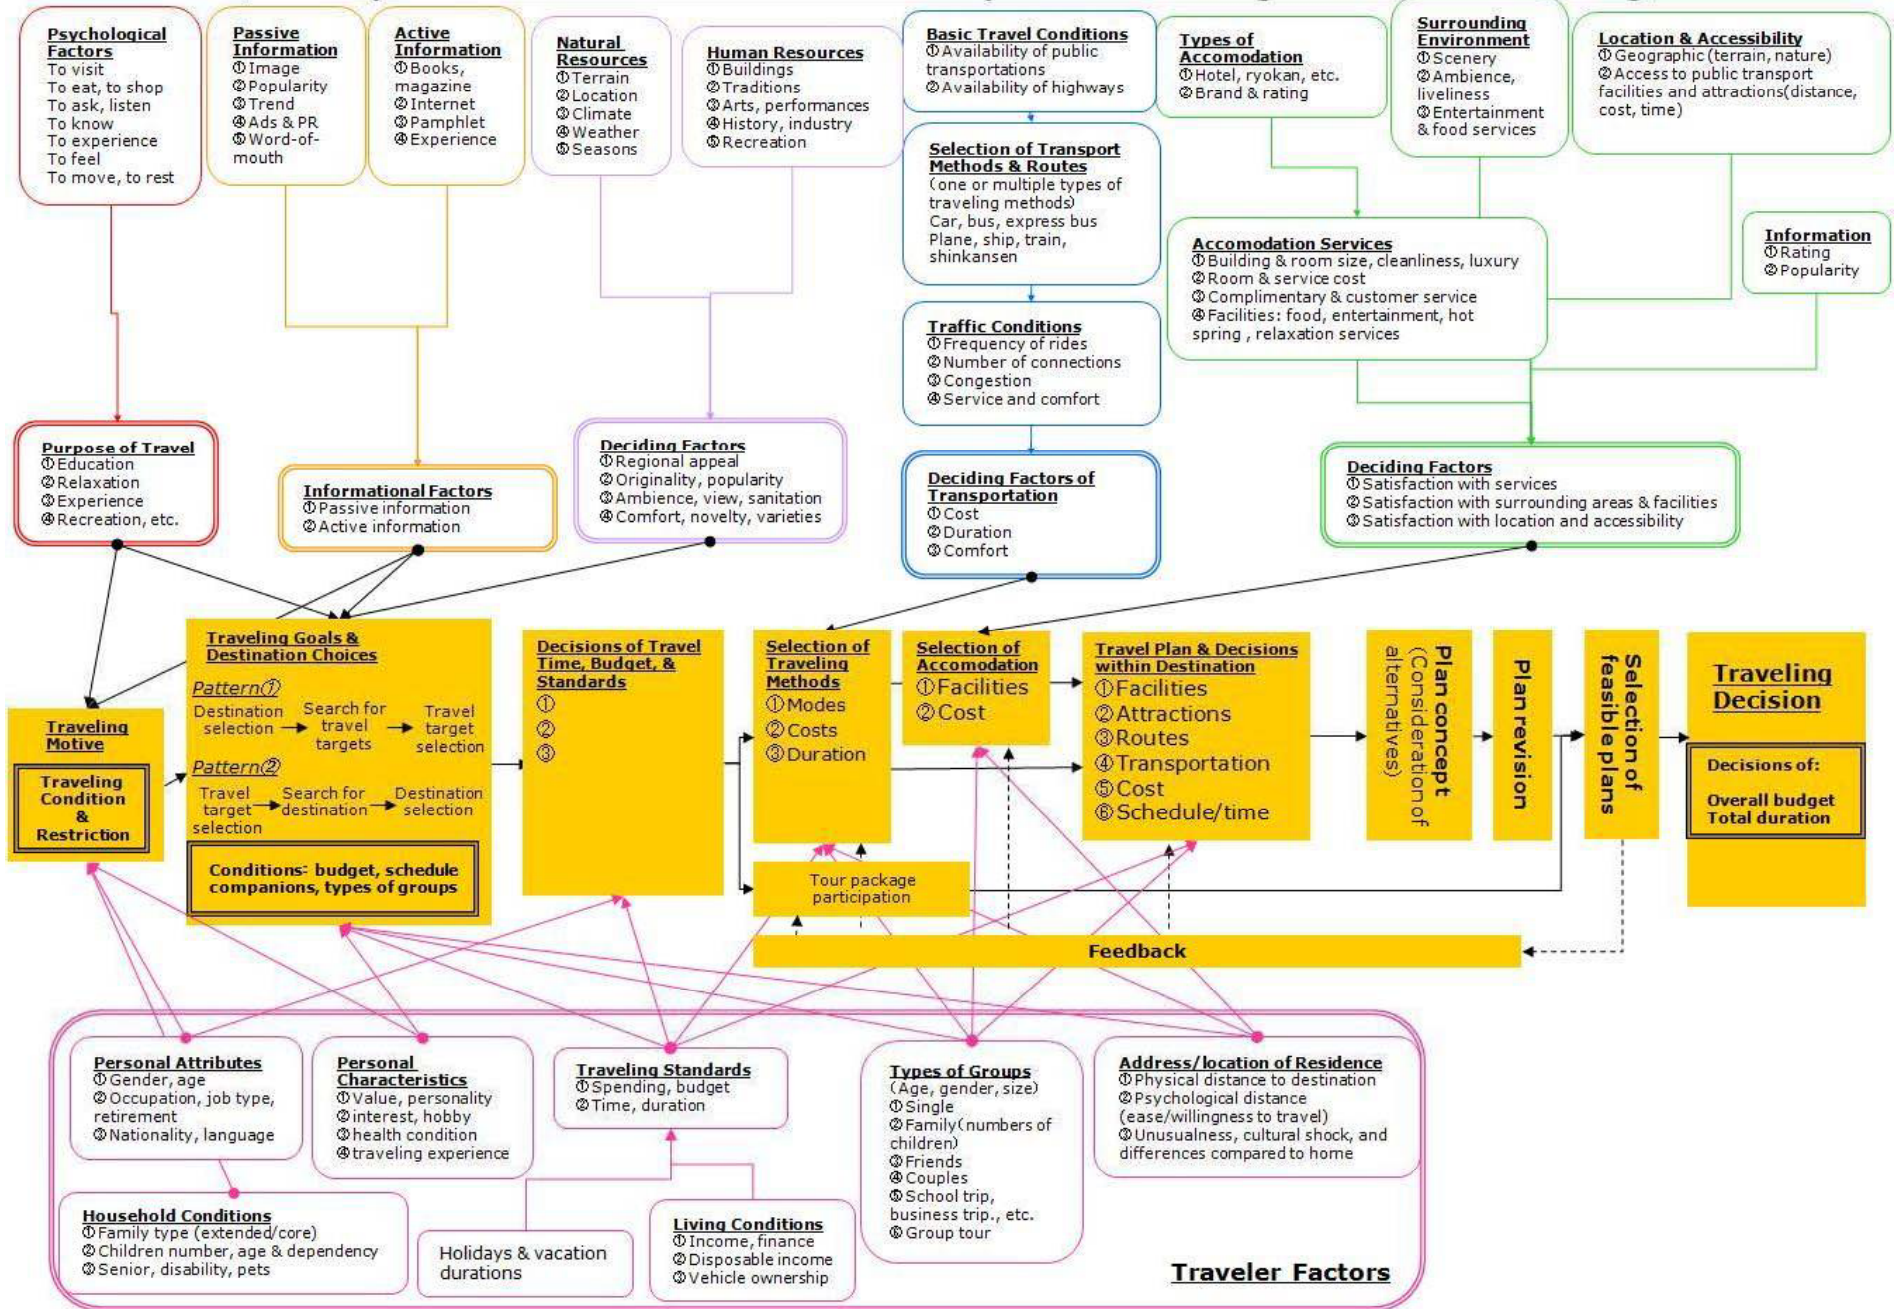 Psychological
Factors
To visit
To eat, to shop
To ask, listen
To know
To experience
To feel
To move, to rest
Passive
Information
①Image
②Popularity
③Trend
④Ads & PR
⑤Word-of-
mouth
Active
Information
①Books,
magazine
②Internet
③Pamphlet
④Experience
Natural
Resources
①Terrain
②Location
③Climate
④Weather
⑤Seasons
Human Resources
①Buildings
②Traditions
③Arts, performances
④History, industry
⑤Recreation
Basic Travel Conditions
①Availability of public
transportations
②Availability of highways
Types of
Accomodation
①Hotel, ryokan, etc.
②Brand & rating
Surrounding
Environment
①Scenery
②Ambience,
liveliness
③Entertainment
& food services
Location & Accessibility
①Geographic (terrain, nature)
②Access to public transport
facilities and attractions(distance,
cost, time)
Selection of Transport
Methods & Routes
(one or multiple types of
traveling methods)
Car, bus, express bus
Plane, ship, train,
shinkansen
Accomodation Services
①Building & room size, cleanliness, luxury
②Room & service cost
③Complimentary & customer service
④Facilities: food, entertainment, hot
spring , relaxation services
Information
①Rating
②Popularity
Traffic Conditions
①Frequency of rides
②Number of connections
③Congestion
④Service and comfort
Purpose of Travel
①Education
②Relaxation
③Experience
④Recreation, etc.
Informational Factors
①Passive information
②Active information
Deciding Factors
①Regional appeal
②Originality, popularity
③Ambience, view, sanitation
④Comfort, novelty, varieties
Deciding Factors of
Transportation
①Cost
②Duration
③Comfort
Deciding Factors
①Satisfaction with services
②Satisfaction with surrounding areas & facilities
③Satisfaction with location and accessibility
Traveling
Motive
Traveling
Condition
&
Restriction
Traveling Goals &
Destination Choices
Pattern①
Destination
selection
Search for
travel
targets
Travel
target
selection
Pattern②
Travel
target
selection
Search for
destination
Destination
selection
Conditions: budget, schedule
companions, types of groups
Decisions of Travel
Time, Budget, &
Standards
①
②
③
Selection of
Traveling
Methods
①Modes
②Costs
③Duration
Tour package
participation
Selection of
Accomodation
①Facilities
②Cost
Travel Plan & Decisions
within Destination
①Facilities
②Attractions
③Routes
④Transportation
⑤Cost
⑥Schedule/time
Plan concept
(Consideration of
alternatives)
Plan revision
Selection of
feasible plans
Traveling
Decision
Decisions of:
Overall budget
Total duration
Feedback
Personal Attributes
①Gender, age
②Occupation, job type,
retirement
③Nationality, language
Personal
Characteristics
①Value, personality
②interest, hobby
③health condition
④traveling experience
Traveling Standards
①Spending, budget
②Time, duration
Types of Groups
(Age, gender, size)
①Single
②Family(numbers of
children)
③Friends
④Couples
⑤School trip,
business trip., etc.
⑥Group tour
Address/location of Residence
①Physical distance to destination
②Psychological distance
(ease/willingness to travel)
③Unusualness, cultural shock, and
differences compared to home
Household Conditions
①Family type (extended/core)
②Children number, age & dependency
③Senior, disability, pets
Holidays & vacation
durations
Living Conditions
①Income, finance
②Disposable income
③Vehicle ownership
Traveler Factors